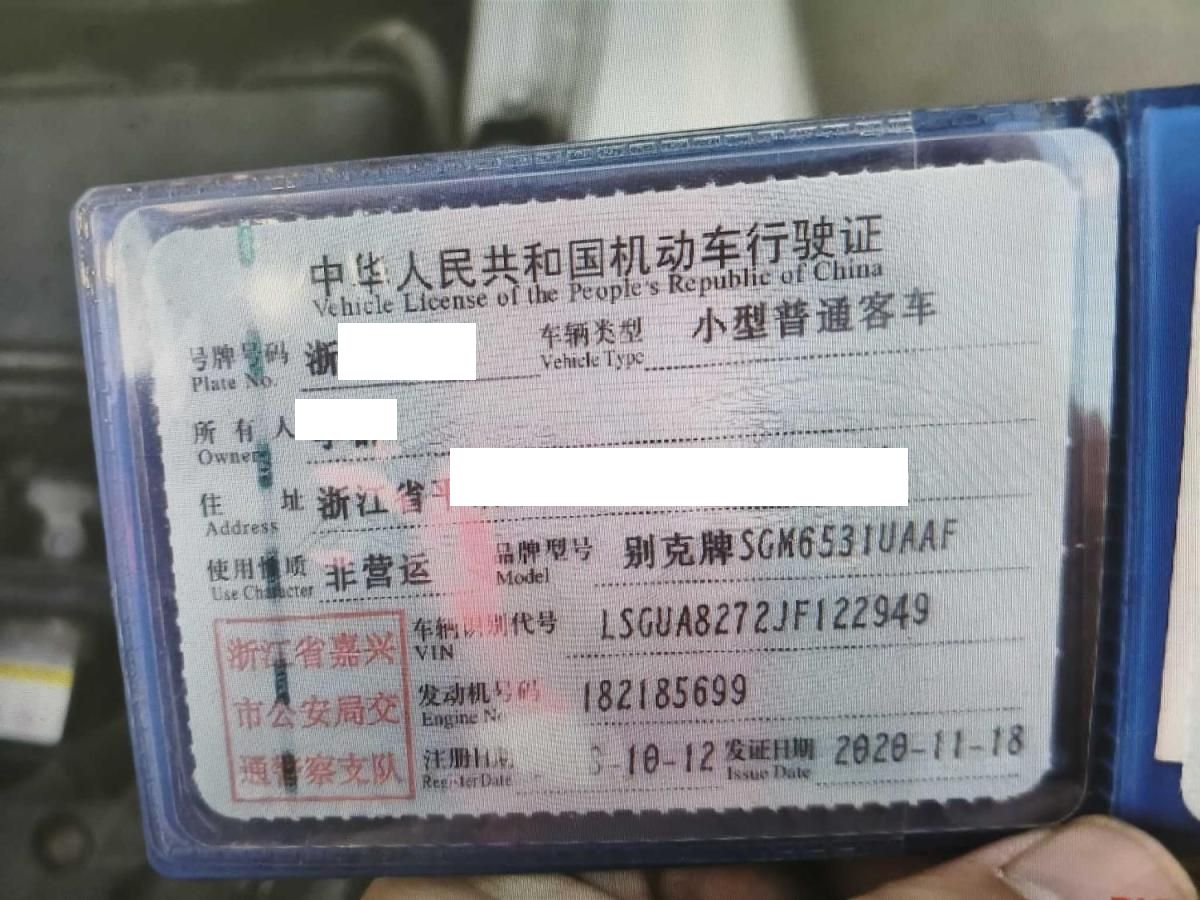 中华人民共和国机动车行驶证
Vehicle License of the People's Republic of China
号牌号码 浙 车辆类型 小型普通客车
Plate No. Vehicle Type
所有人
Owner
住址 浙江省
Address
使用性质 非营运 品牌型号 别克牌SGM6531UAAF
Use Character Model
车辆识别代号 LSGUA8272JF122949
VIN
发动机号码 182185699
Engine No
注册日期 -10-12 发证日期 2020-11-18
Register Date Issue Date
浙江省嘉兴
市公安局交
通警察支队